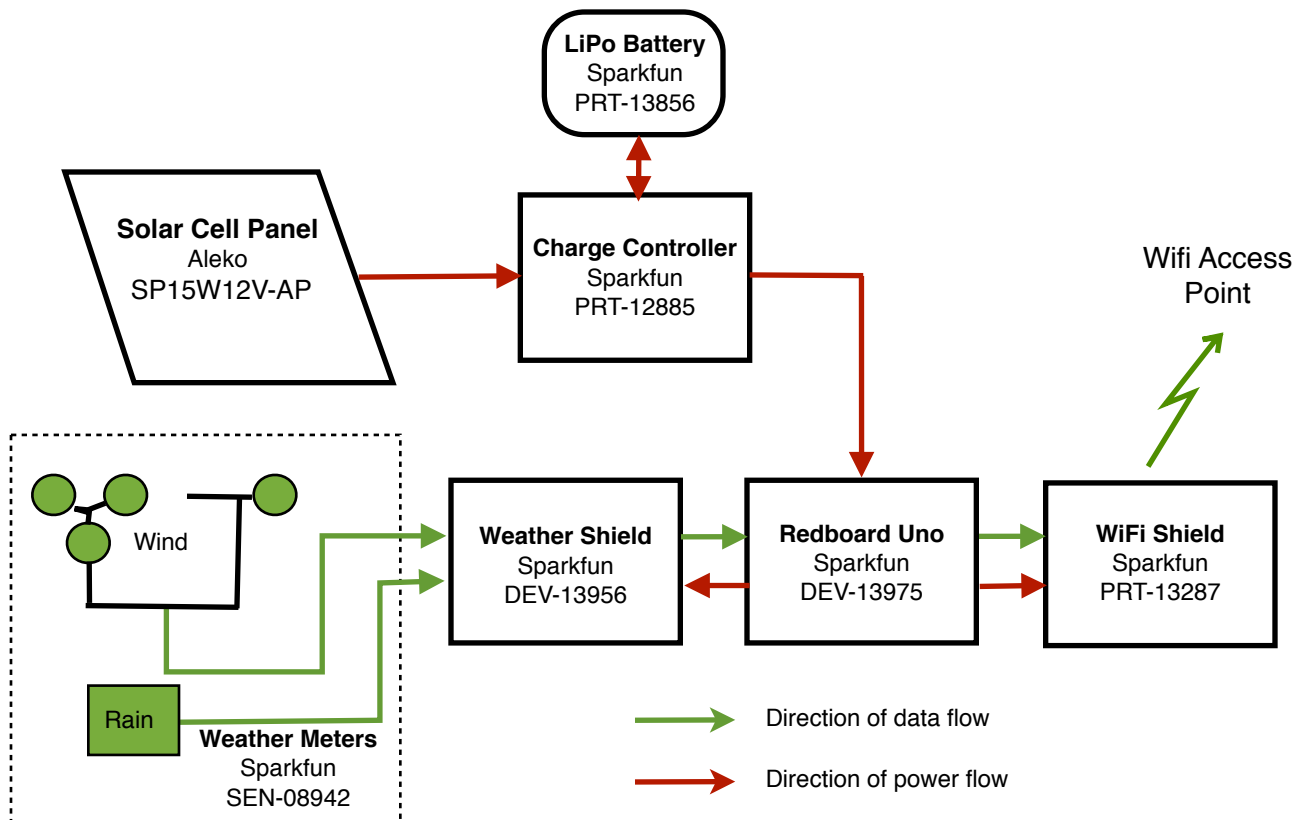 LiPo Battery
Sparkfun
PRT-13856
Solar Cell Panel
Aleko
SP15W12V-AP
Charge Controller
Sparkfun
PRT-12885
Wifi Access
Point
Wind
Rain
Weather Meters
Sparkfun
SEN-08942
Weather Shield
Sparkfun
DEV-13956
Redboard Uno
Sparkfun
DEV-13975
WiFi Shield
Sparkfun
PRT-13287
Direction of data flow
Direction of power flow